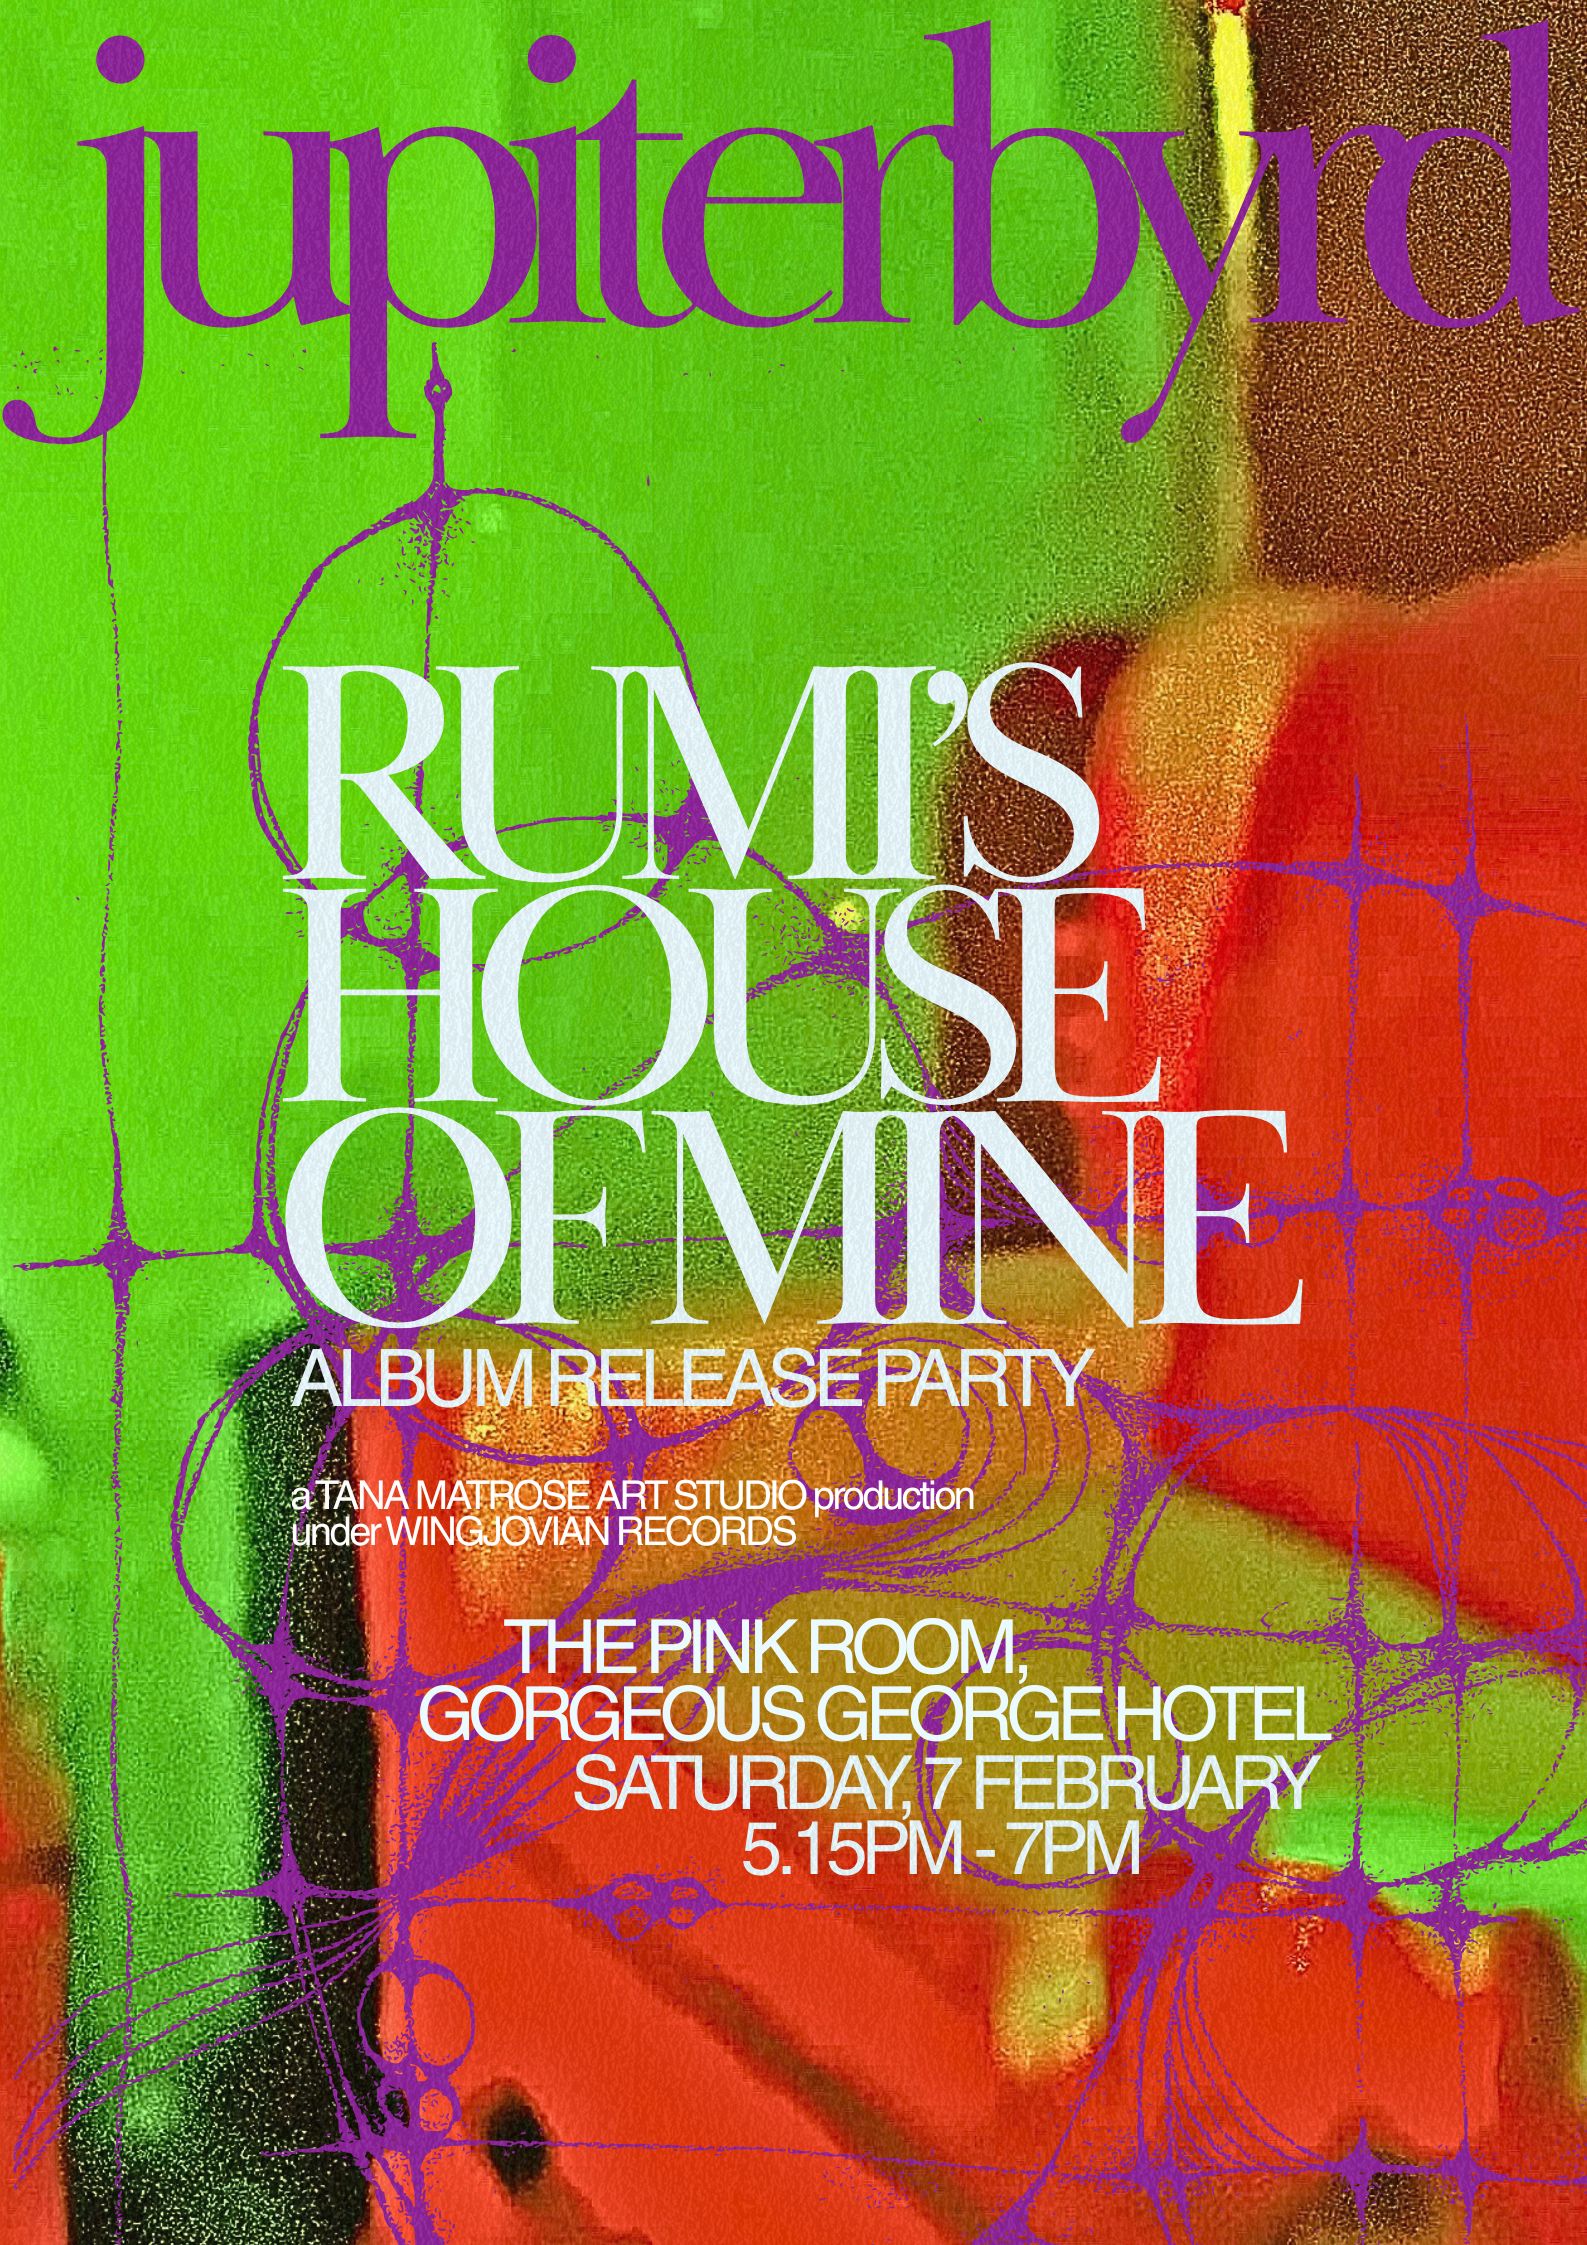 jupiterbyrd
RUMI'S
HOUSE
OF MINE
ALBUM RELEASE PARTY
a TANA MATROSE ART STUDIO production
under WINGJOVIAN RECORDS
THE PINK ROOM,
GORGEOUS GEORGE HOTEL
SATURDAY, 7 FEBRUARY
5.15PM - 7PM